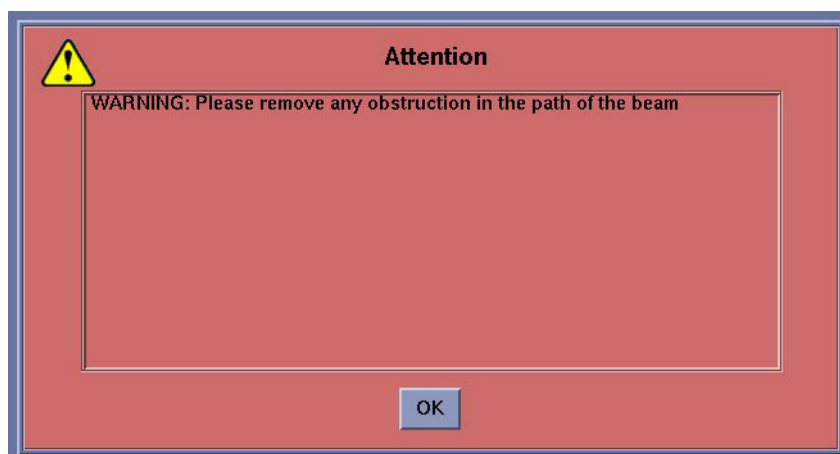 Attention
WARNING: Please remove any obstruction in the path of the beam
OK